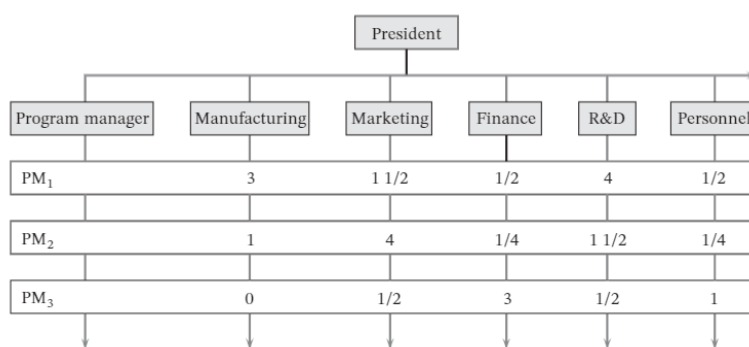 President
Program manager Manufacturing Marketing Finance R&D Personnel
PM₁ 3 1 1/2 1/2 4 1/2
PM₂ 1 4 1/4 1 1/2 1/4
PM₃ 0 1/2 3 1/2 1